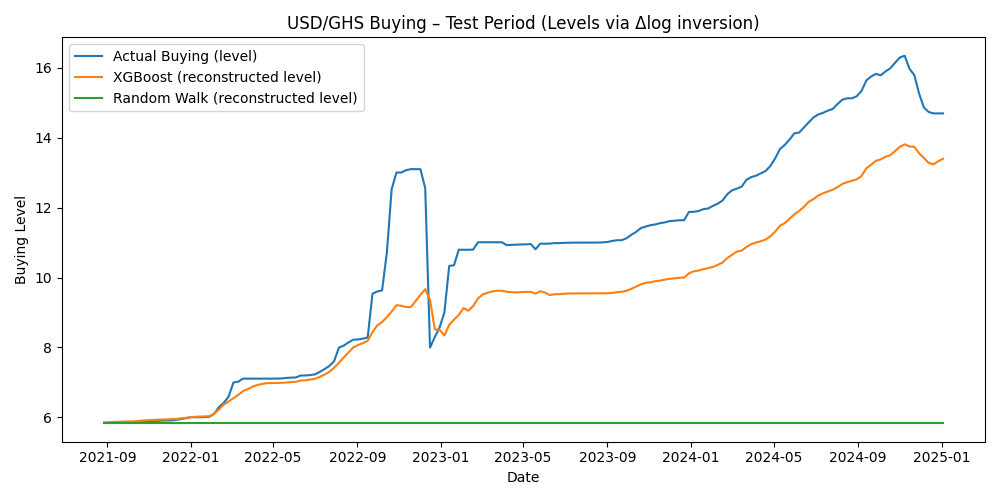 USD/GHS Buying – Test Period (Levels via Δlog inversion)
Actual Buying (level)
XGBoost (reconstructed level)
Random Walk (reconstructed level)
Buying Level
16
14
12
10
8
6
2021-09 2022-01 2022-05 2022-09 2023-01 2023-05 2023-09 2024-01 2024-05 2024-09 2025-01
Date